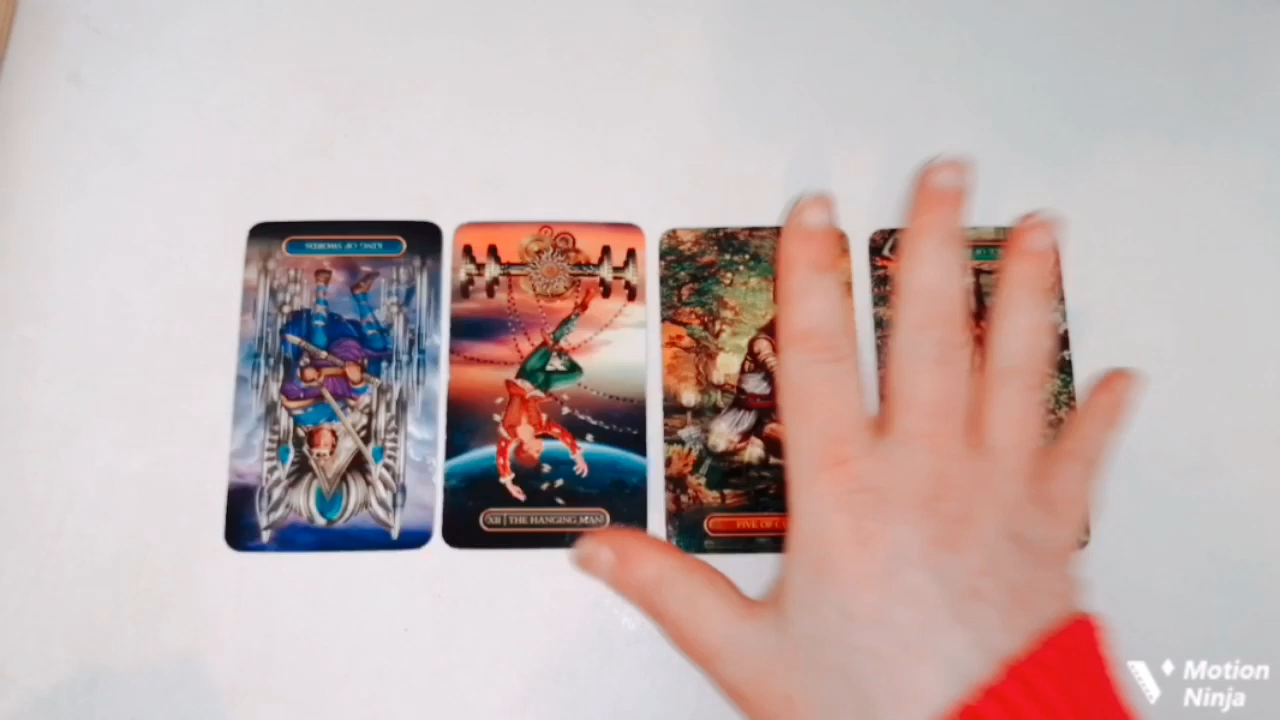 KING OF SWORDS
XII THE HANGING MAN
FIVE OF
Motion
Ninja